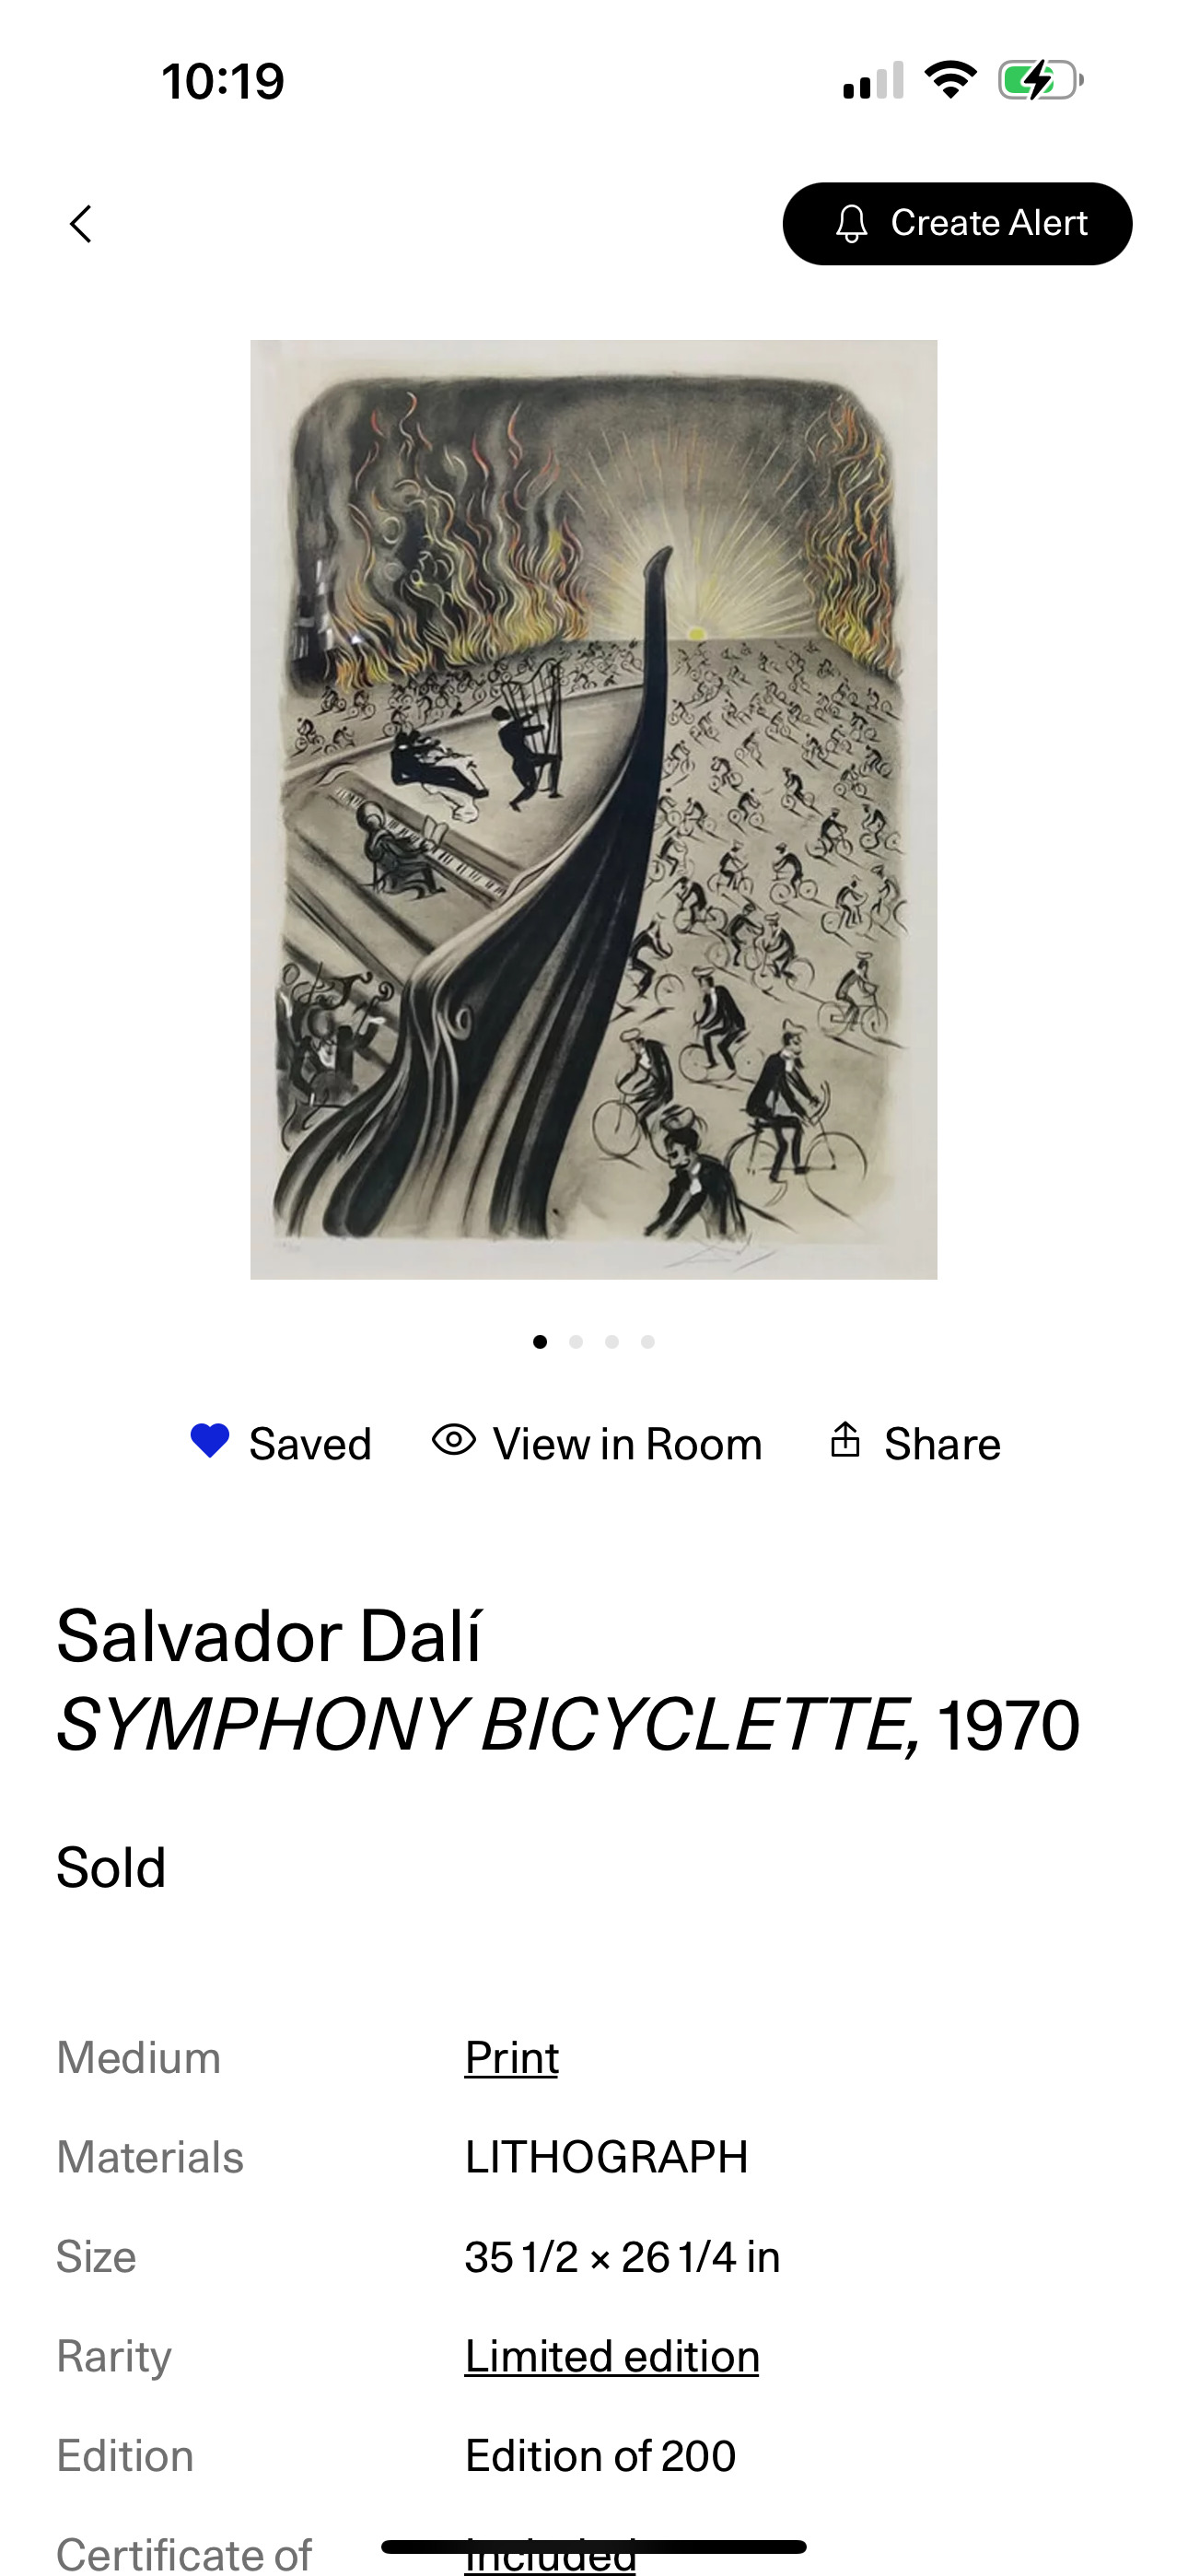 10:19
Create Alert
Saved View in Room Share
Salvador Dalí
SYMPHONY BICYCLETTE, 1970
Sold
Medium Print
Materials LITHOGRAPH
Size 35 1/2 × 26 1/4 in
Rarity Limited edition
Edition Edition of 200
Certificate of Included